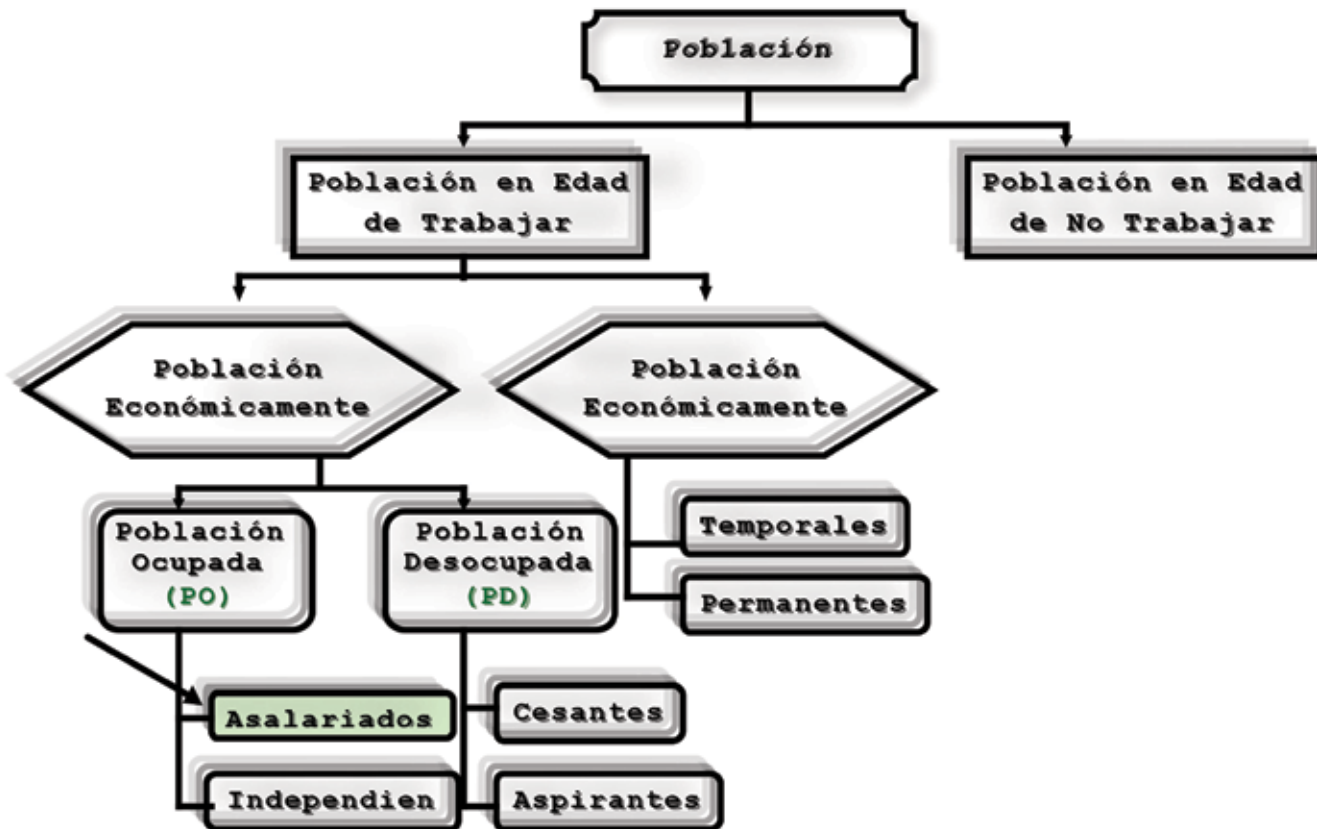 Población
Población en Edad
de Trabajar
Población en Edad
de No Trabajar
Población
Económicamente
Población
Económicamente
Población
Ocupada
(PO)
Población
Desocupada
(PD)
Temporales
Permanentes
Asalariados
Independien
Cesantes
Aspirantes